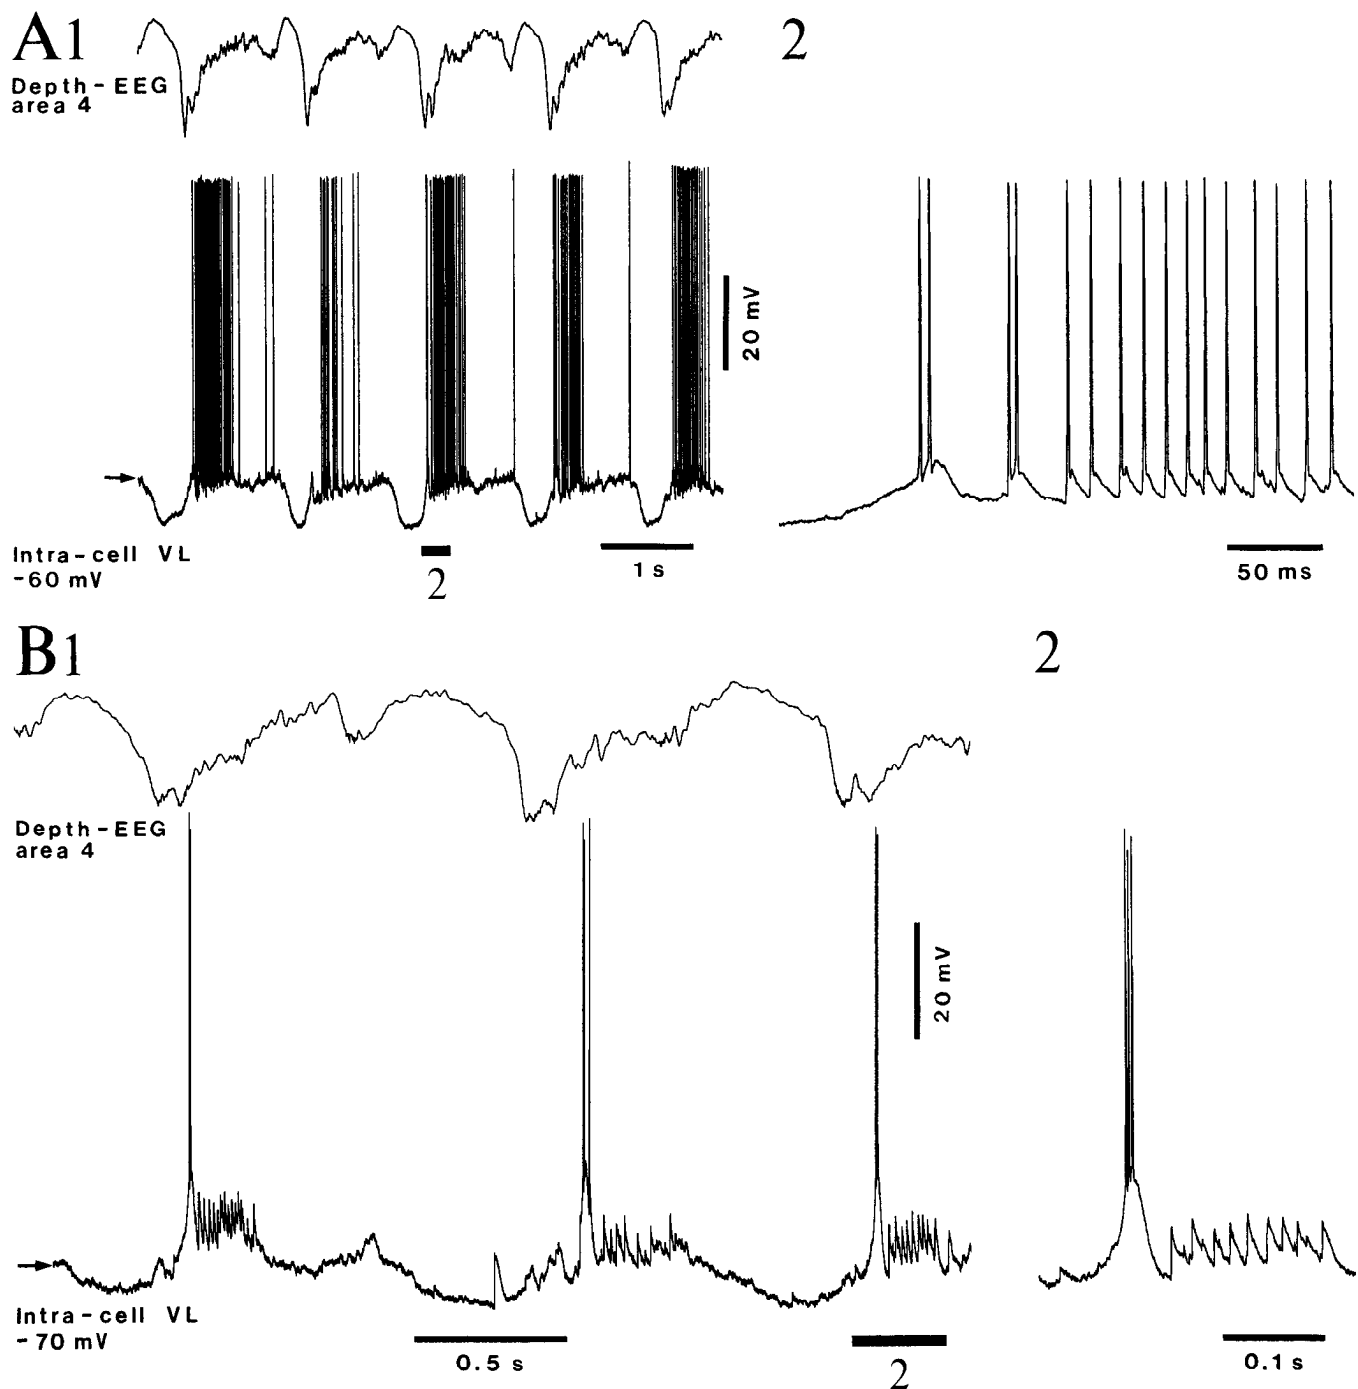 A1
2
Depth-EEG
area 4
20 mV
Intra-cell VL
-60 mV
2
1 s
50 ms
B1
2
Depth-EEG
area 4
20 mV
Intra-cell VL
-70 mV
0.5 s
2
0.1 s